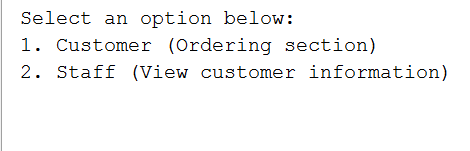 Select an option below:
1. Customer (Ordering section)
2. Staff (View customer information)